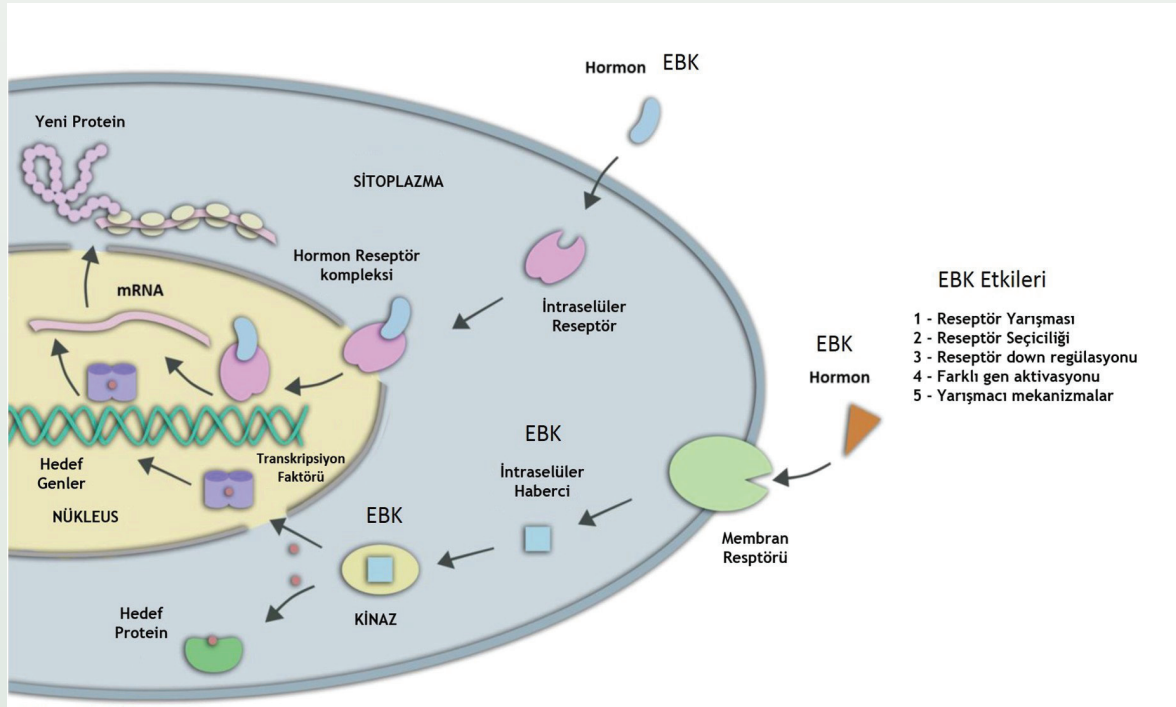 Hormon EBK
Yeni Protein
SİTOPLAZMA
Hormon Reseptör
kompleksi
mRNA
İntraselüler
Reseptör
EBK Etkileri
1 - Reseptör Yarışması
2 - Reseptör Seçiciliği
3 - Reseptör down regülasyonu
4 - Farklı gen aktivasyonu
5 - Yarışmacı mekanizmalar
EBK
Hormon
EBK
İntraselüler
Haberci
Hedef
Genler
Transkripsiyon
Faktörü
NÜKLEUS
EBK
Membran
Resptörü
KİNAZ
Hedef
Protein